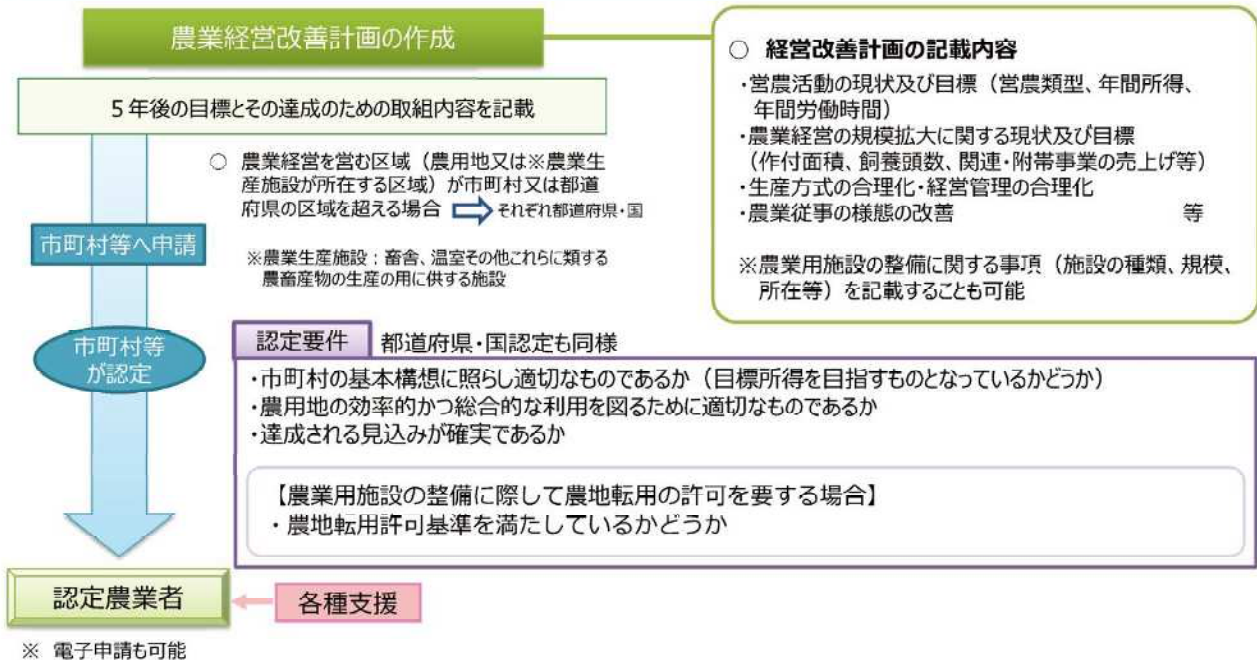 農業経営改善計画の作成
5年後の目標とその達成のための取組内容を記載
○ 経営改善計画の記載内容
・営農活動の現状及び目標（営農類型、年間所得、
年間労働時間）
・農業経営の規模拡大に関する現状及び目標
（作付面積、飼養頭数、関連・附帯事業の売上げ等）
・生産方式の合理化・経営管理の合理化
・農業従事の様態の改善 等
※農業用施設の整備に関する事項（施設の種類、規模、
所在等）を記載することも可能
○ 農業経営を営む区域（農用地又は※農業生
産施設が所在する区域）が市町村又は都道
府県の区域を超える場合 ⇨ それぞれ都道府県・国
※農業生産施設：畜舎、温室その他これらに類する
農畜産物の生産の用に供する施設
市町村等へ申請
市町村等
が認定
認定要件 都道府県・国認定も同様
・市町村の基本構想に照らし適切なものであるか（目標所得を目指すものとなっているかどうか）
・農用地の効率的かつ総合的な利用を図るために適切なものであるか
・達成される見込みが確実であるか
【農業用施設の整備に際して農地転用の許可を要する場合】
・農地転用許可基準を満たしているかどうか
認定農業者
各種支援
※ 電子申請も可能